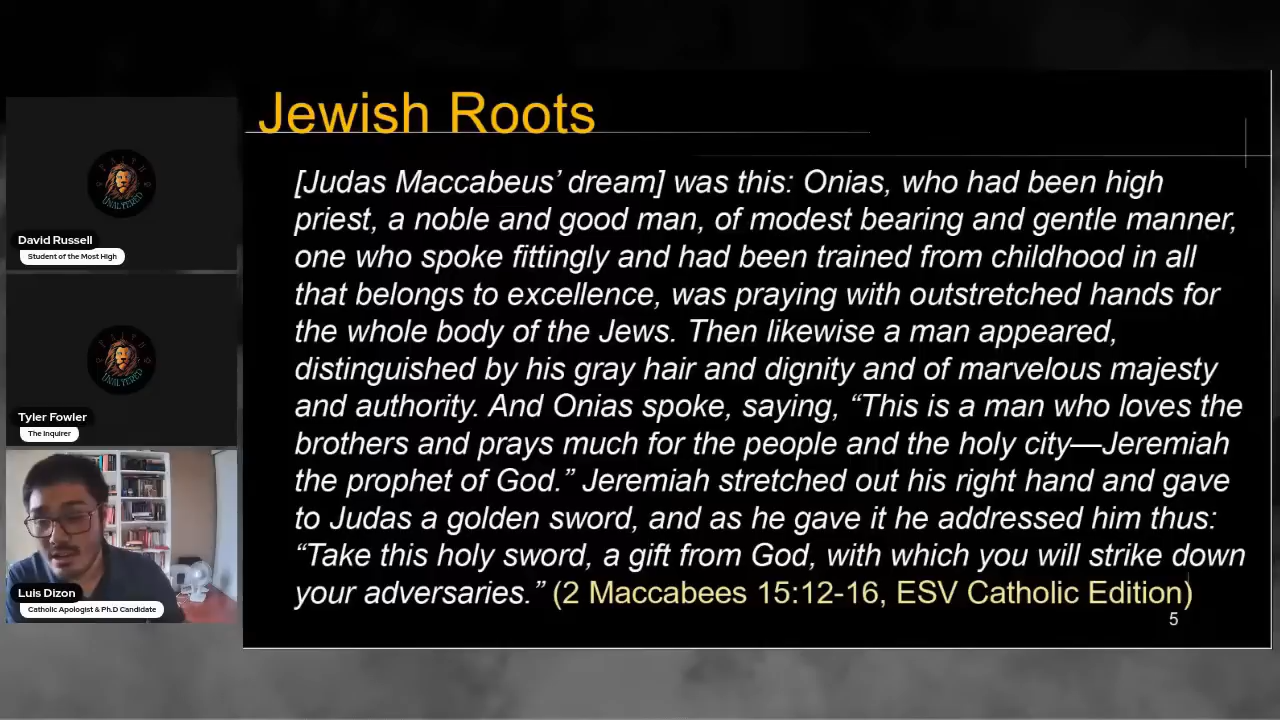 Jewish Roots
[Judas Maccabeus’ dream] was this: Onias, who had been high
priest, a noble and good man, of modest bearing and gentle manner,
one who spoke fittingly and had been trained from childhood in all
that belongs to excellence, was praying with outstretched hands for
the whole body of the Jews. Then likewise a man appeared,
distinguished by his gray hair and dignity and of marvelous majesty
and authority. And Onias spoke, saying, “This is a man who loves the
brothers and prays much for the people and the holy city—Jeremiah
the prophet of God.” Jeremiah stretched out his right hand and gave
to Judas a golden sword, and as he gave it he addressed him thus:
“Take this holy sword, a gift from God, with which you will strike down
your adversaries.” (2 Maccabees 15:12-16, ESV Catholic Edition)
5
FAITH
UNALTERED
David Russell
Student of the Most High
FAITH
UNALTERED
Tyler Fowler
The Inquirer
Luis Dizon
Catholic Apologist & Ph.D Candidate